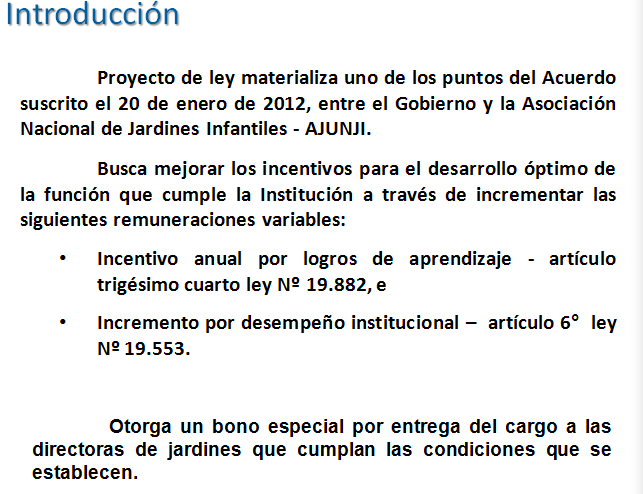 Introducción
Proyecto de ley materializa uno de los puntos del Acuerdo
suscrito el 20 de enero de 2012, entre el Gobierno y la Asociación
Nacional de Jardines Infantiles - AJUNJI.
Busca mejorar los incentivos para el desarrollo óptimo de
la función que cumple la Institución a través de incrementar las
siguientes remuneraciones variables:
• Incentivo anual por logros de aprendizaje - artículo
trigésimo cuarto ley Nº 19.882, e
• Incremento por desempeño institucional – artículo 6° ley
Nº 19.553.
Otorga un bono especial por entrega del cargo a las
directoras de jardines que cumplan las condiciones que se
establecen.